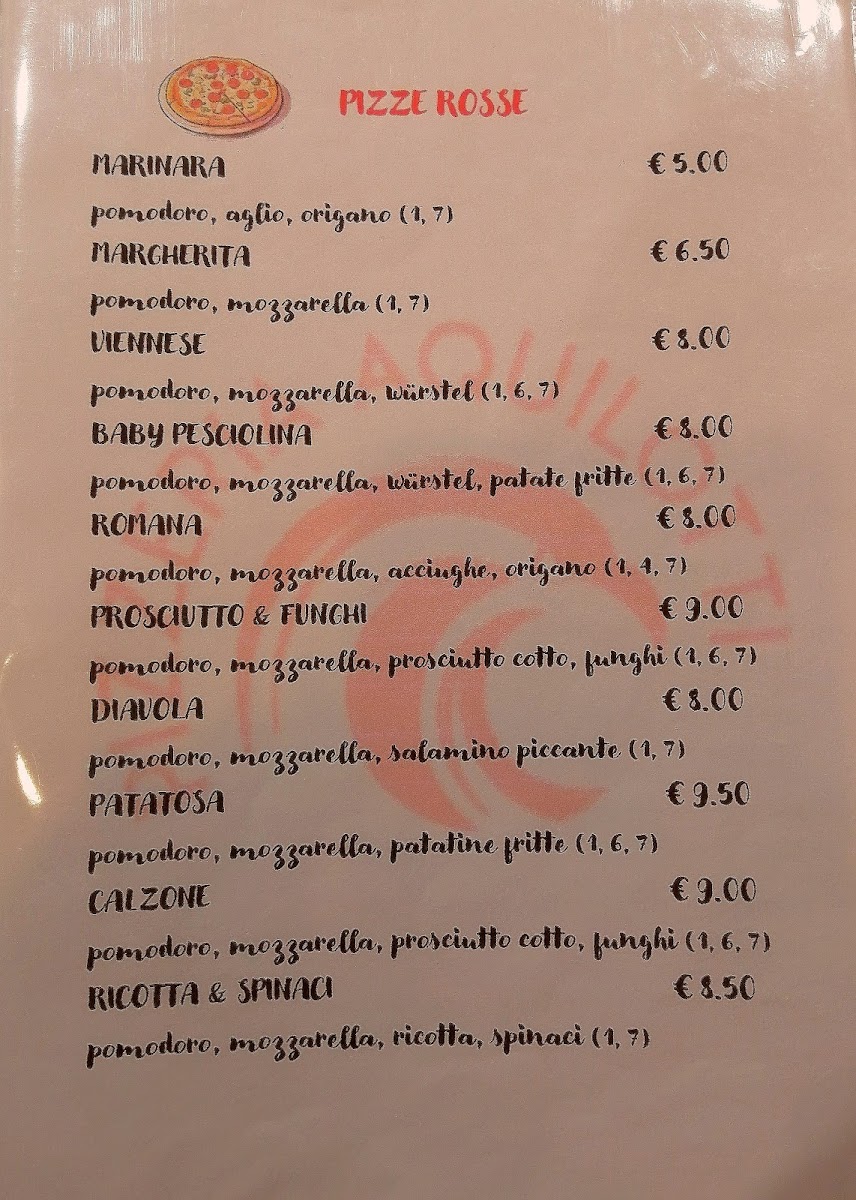 PIZZE ROSSE
MARINARA € 5.00
pomodoro, aglio, origano (1, 7)
MARGHERITA € 6.50
pomodoro, mozzarella (1, 7)
VIENNESE € 8.00
pomodoro, mozzarella, würstel (1, 6, 7)
BABY PESCIOLINA € 8.00
pomodoro, mozzarella, würstel, patate fritte (1, 6, 7)
ROMANA € 8.00
pomodoro, mozzarella, acciughe, origano (1, 4, 7)
PROSCIUTTO & FUNGHI € 9.00
pomodoro, mozzarella, prosciutto cotto, funghi (1, 6, 7)
DIAVOLA € 8.00
pomodoro, mozzarella, salamino piccante (1, 7)
PATATOSA € 9.50
pomodoro, mozzarella, patatine fritte (1, 6, 7)
CALZONE € 9.00
pomodoro, mozzarella, prosciutto cotto, funghi (1, 6, 7)
RICOTTA & SPINACI € 8.50
pomodoro, mozzarella, ricotta, spinaci (1, 7)
PIZZERIA AQUILOTTI